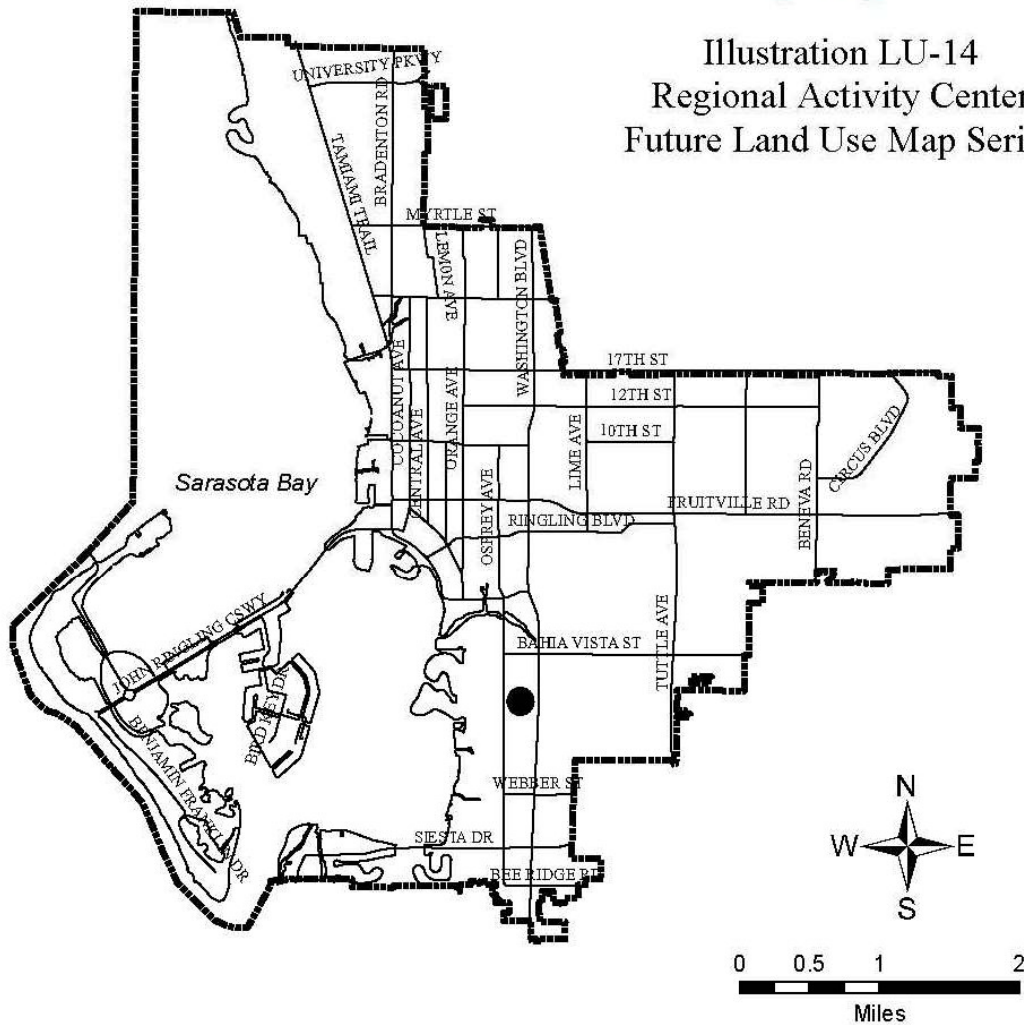 Illustration LU-14
Regional Activity Center
Future Land Use Map Seri
UNIVERSITY PKWY
BRADENTON RD
TAMIAMI TRAIL
MYRTLE ST
LEMON AVE
WASHINGTON BLVD
17TH ST
12TH ST
COCOANUT AVE
ORANGE AVE
10TH ST
LIME AVE
CIRCUS BLVD
BENEVA RD
CENTRAL AVE
Sarasota Bay
FRUITVILLE RD
OSPREY AVE
RINGLING BLVD
JOHN RINGLING CSWY
BAHIA VISTA ST
TUTTLE AVE
BIRD KEY DR
BENJAMIN FRANKLIN DR
WEBBER ST
SIESTA DR
BEE RIDGE RD
N
W
E
S
0 0.5 1 2
Miles